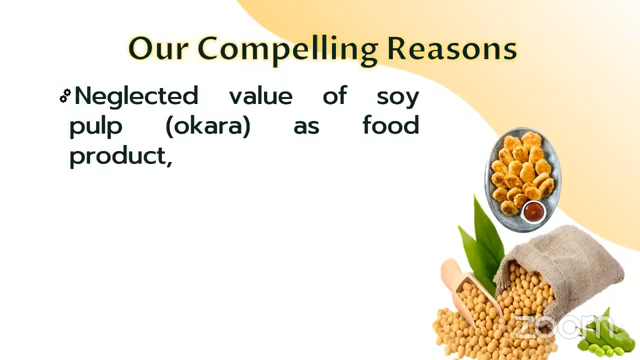 Our Compelling Reasons
Neglected value of soy
pulp (okara) as food
product,
zoom